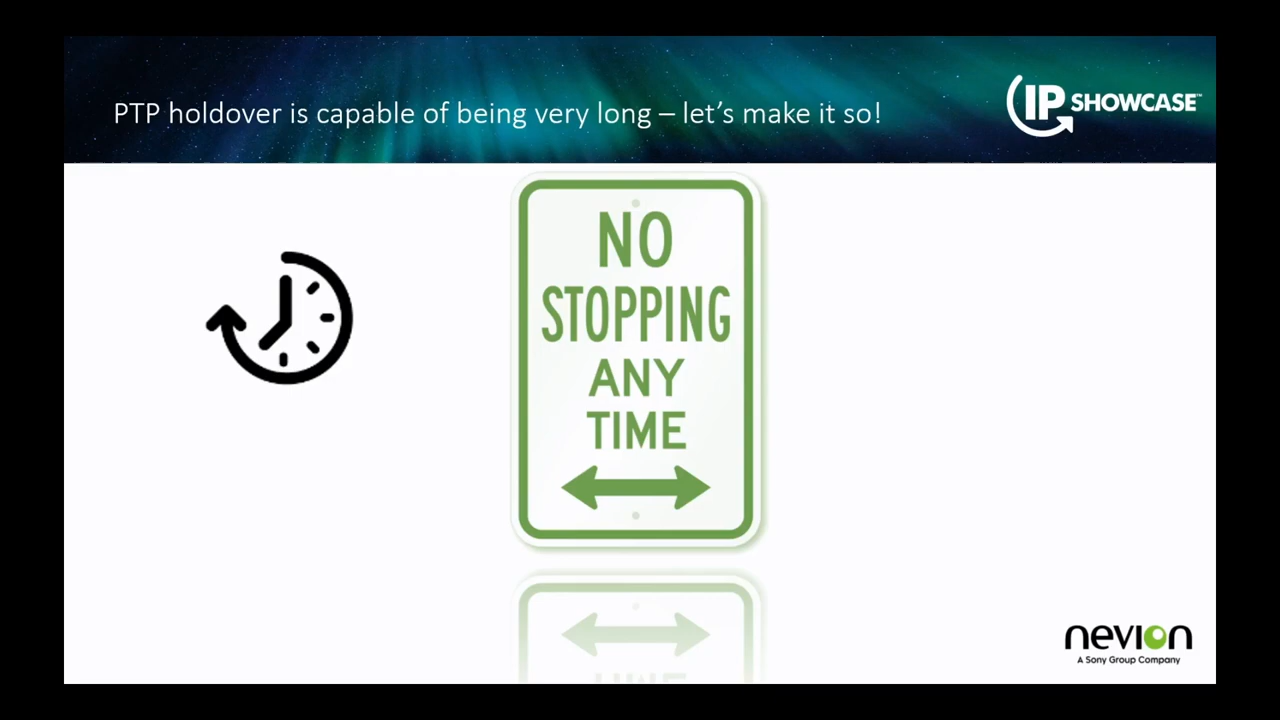 PTP holdover is capable of being very long – let’s make it so!
IP SHOWCASE™
NO
STOPPING
ANY
TIME
nevion
A Sony Group Company